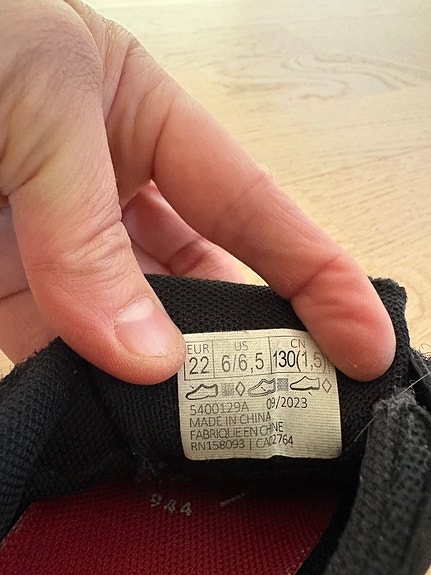 EUR US CN
22 6/6,5 130(1,5)
5400129A 09/2023
MADE IN CHINA
FABRIQUE EN CHINE
RN158093 | CA02764
944